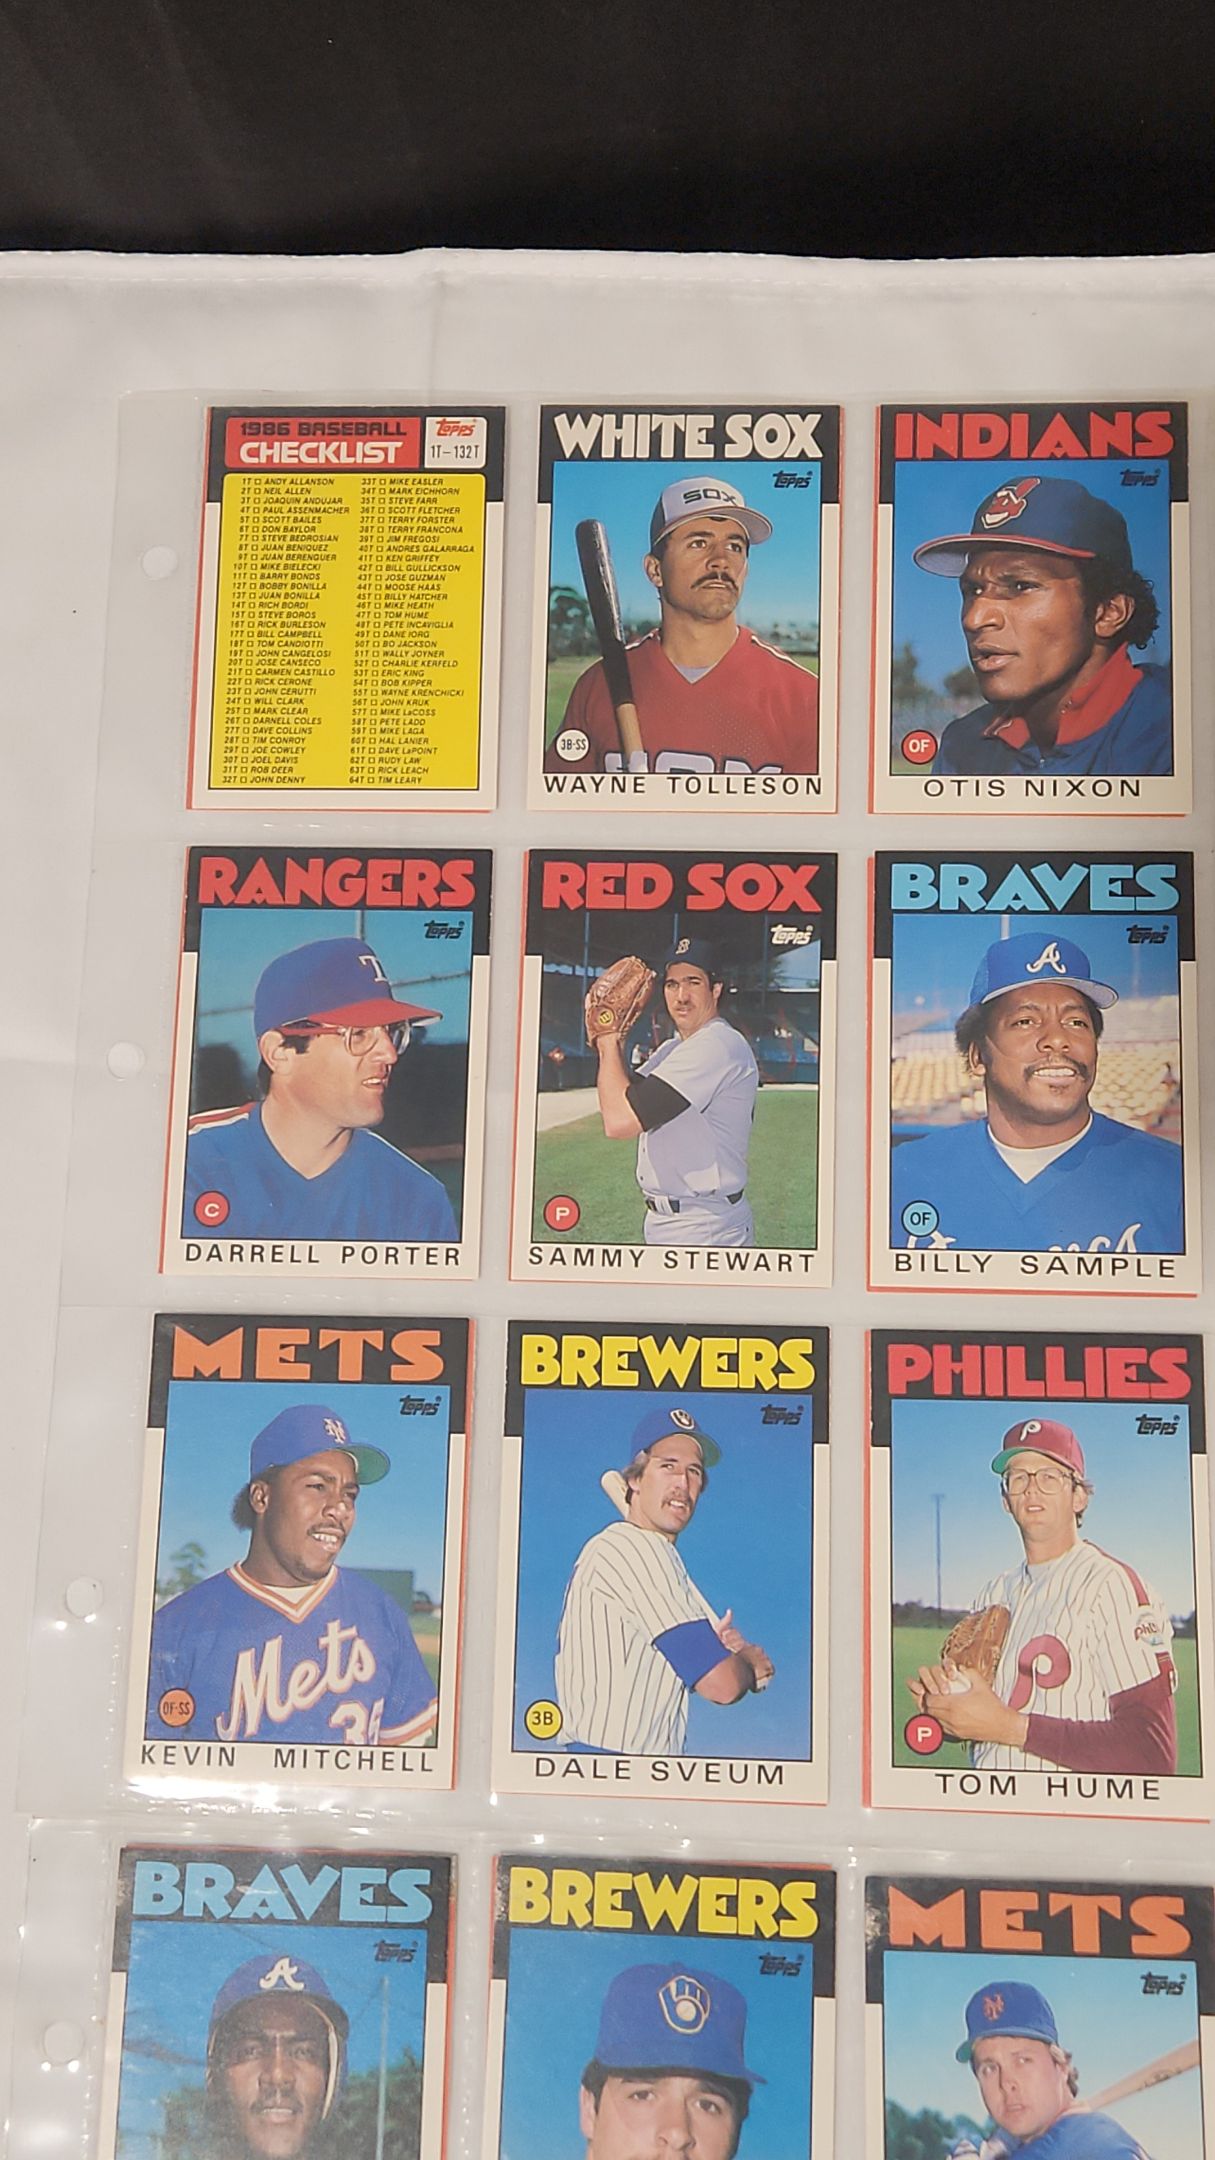 1986 BASEBALL
CHECKLIST
Topps
1T-132T
1T ANDY ALLANSON
2T NEIL ALLEN
3T JOAQUIN ANDUJAR
4T PAUL ASSENMACHER
5T SCOTT BAILES
6T DON BAYLOR
7T STEVE BEDROSIAN
8T JUAN BENIQUEZ
9T JUAN BERENGUER
10T MIKE BIELECKI
11T BARRY BONDS
12T BOBBY BONILLA
13T JUAN BONILLA
14T RICH BORDI
15T STEVE BOROS
16T RICK BURLESON
17T BILL CAMPBELL
18T TOM CANDIOTTI
19T JOHN CANGELOSI
20T JOSE CANSECO
21T CARMEN CASTILLO
22T RICK CERONE
23T JOHN CERUTTI
24T WILL CLARK
25T MARK CLEAR
26T DARNELL COLES
27T DAVE COLLINS
28T TIM CONROY
29T JOE COWLEY
30T JOEL DAVIS
31T ROB DEER
32T JOHN DENNY
33T MIKE EASLER
34T MARK EICHHORN
35T STEVE FARR
36T SCOTT FLETCHER
37T TERRY FORSTER
38T TERRY FRANCONA
39T JIM FREGOSI
40T ANDRES GALARRAGA
41T KEN GRIFFEY
42T BILL GULLICKSON
43T JOSE GUZMAN
44T MOOSE HAAS
45T BILLY HATCHER
46T MIKE HEATH
47T TOM HUME
48T PETE INCAVIGLIA
49T DANE IORG
50T BO JACKSON
51T WALLY JOYNER
52T CHARLIE KERFELD
53T ERIC KING
54T BOB KIPPER
55T WAYNE KRENCHICKI
56T JOHN KRUK
57T MIKE LaCOSS
58T PETE LADD
59T MIKE LAGA
60T HAL LANIER
61T DAVE LaPOINT
62T RUDY LAW
63T RICK LEACH
64T TIM LEARY
WHITE SOX
Topps
SOX
3B-SS
WAYNE TOLLESON
INDIANS
Topps
OF
OTIS NIXON
RANGERS
Topps
T
C
DARRELL PORTER
RED SOX
Topps
B
P
SAMMY STEWART
BRAVES
Topps
A
OF
BILLY SAMPLE
METS
Topps
NY
Mets
OF-SS
KEVIN MITCHELL
BREWERS
Topps
3B
DALE SVEUM
PHILLIES
Topps
P
P
P
TOM HUME
BRAVES
Topps
A
BREWERS
Topps
METS
Topps
NY